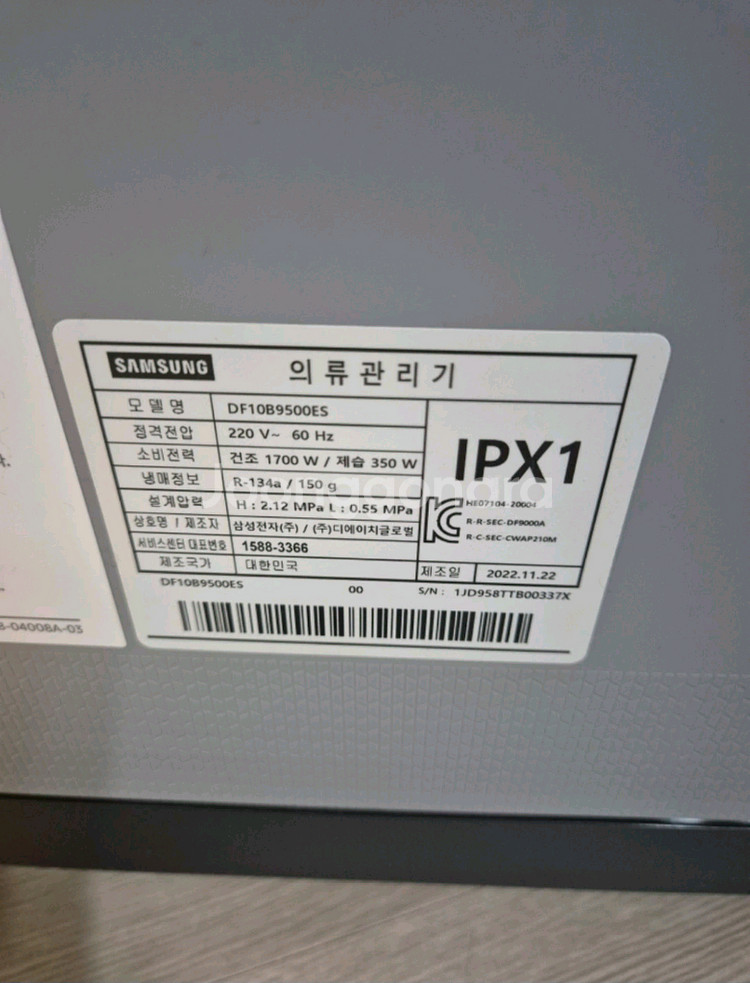 SAMSUNG 의류관리기
모델명 DF10B9500ES
정격전압 220 V~ 60 Hz
소비전력 건조 1700 W / 제습 350 W
냉매정보 R-134a / 150 g
설계압력 H : 2.12 MPa L : 0.55 MPa
상호명 / 제조자 삼성전자(주) / (주)디에이치글로벌
서비스센터 대표번호 1588-3366
제조국가 대한민국
IPX1
HE07104-20604
R-R-SEC-DF9000A
R-C-SEC-CWAP210M
제조일 2022.11.22
DF10B9500ES 00 S/N : 1JD958TTB00337X
-04008A-03
Joonggonara